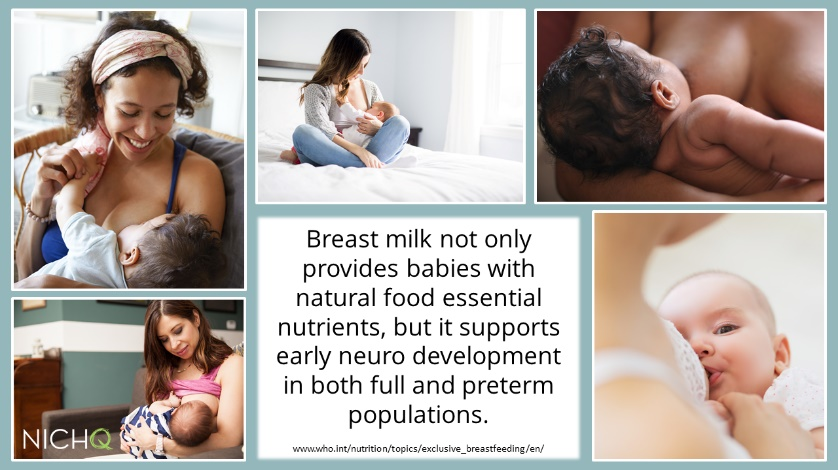 Breast milk not only
provides babies with
natural food essential
nutrients, but it supports
early neuro development
in both full and preterm
populations.
www.who.int/nutrition/topics/exclusive_breastfeeding/en/
NICHQ